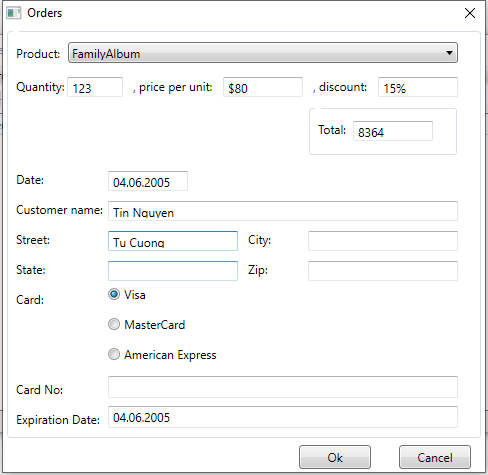 Orders
Product: FamilyAlbum
Quantity: 123 , price per unit: $80 , discount: 15%
Total: 8364
Date: 04.06.2005
Customer name: Tin Nguyen
Street: Tu Cuong City:
State: Zip:
Card: Visa
MasterCard
American Express
Card No:
Expiration Date: 04.06.2005
Ok Cancel